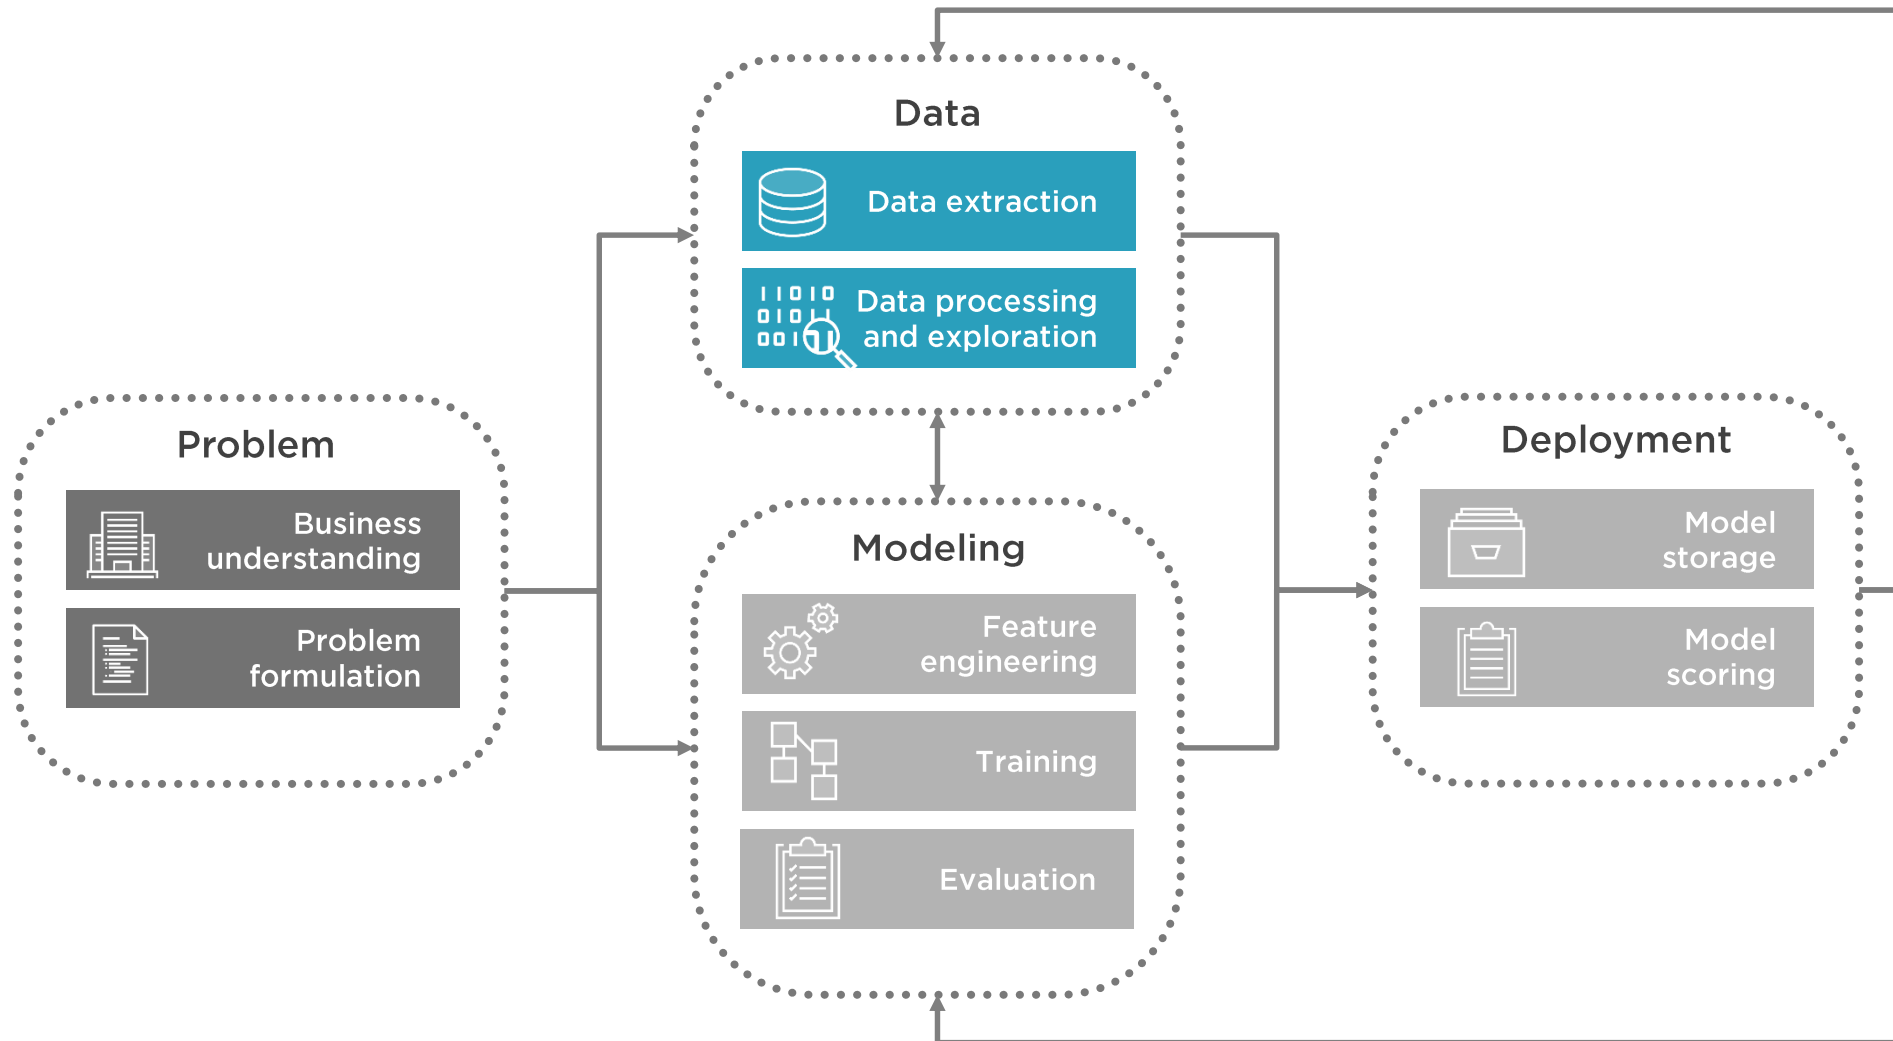 Data
Data extraction
11010
Data processing
and exploration
Problem
Business
understanding
Problem
formulation
Modeling
Feature
engineering
Training
Evaluation
Deployment
Model
storage
Model
scoring